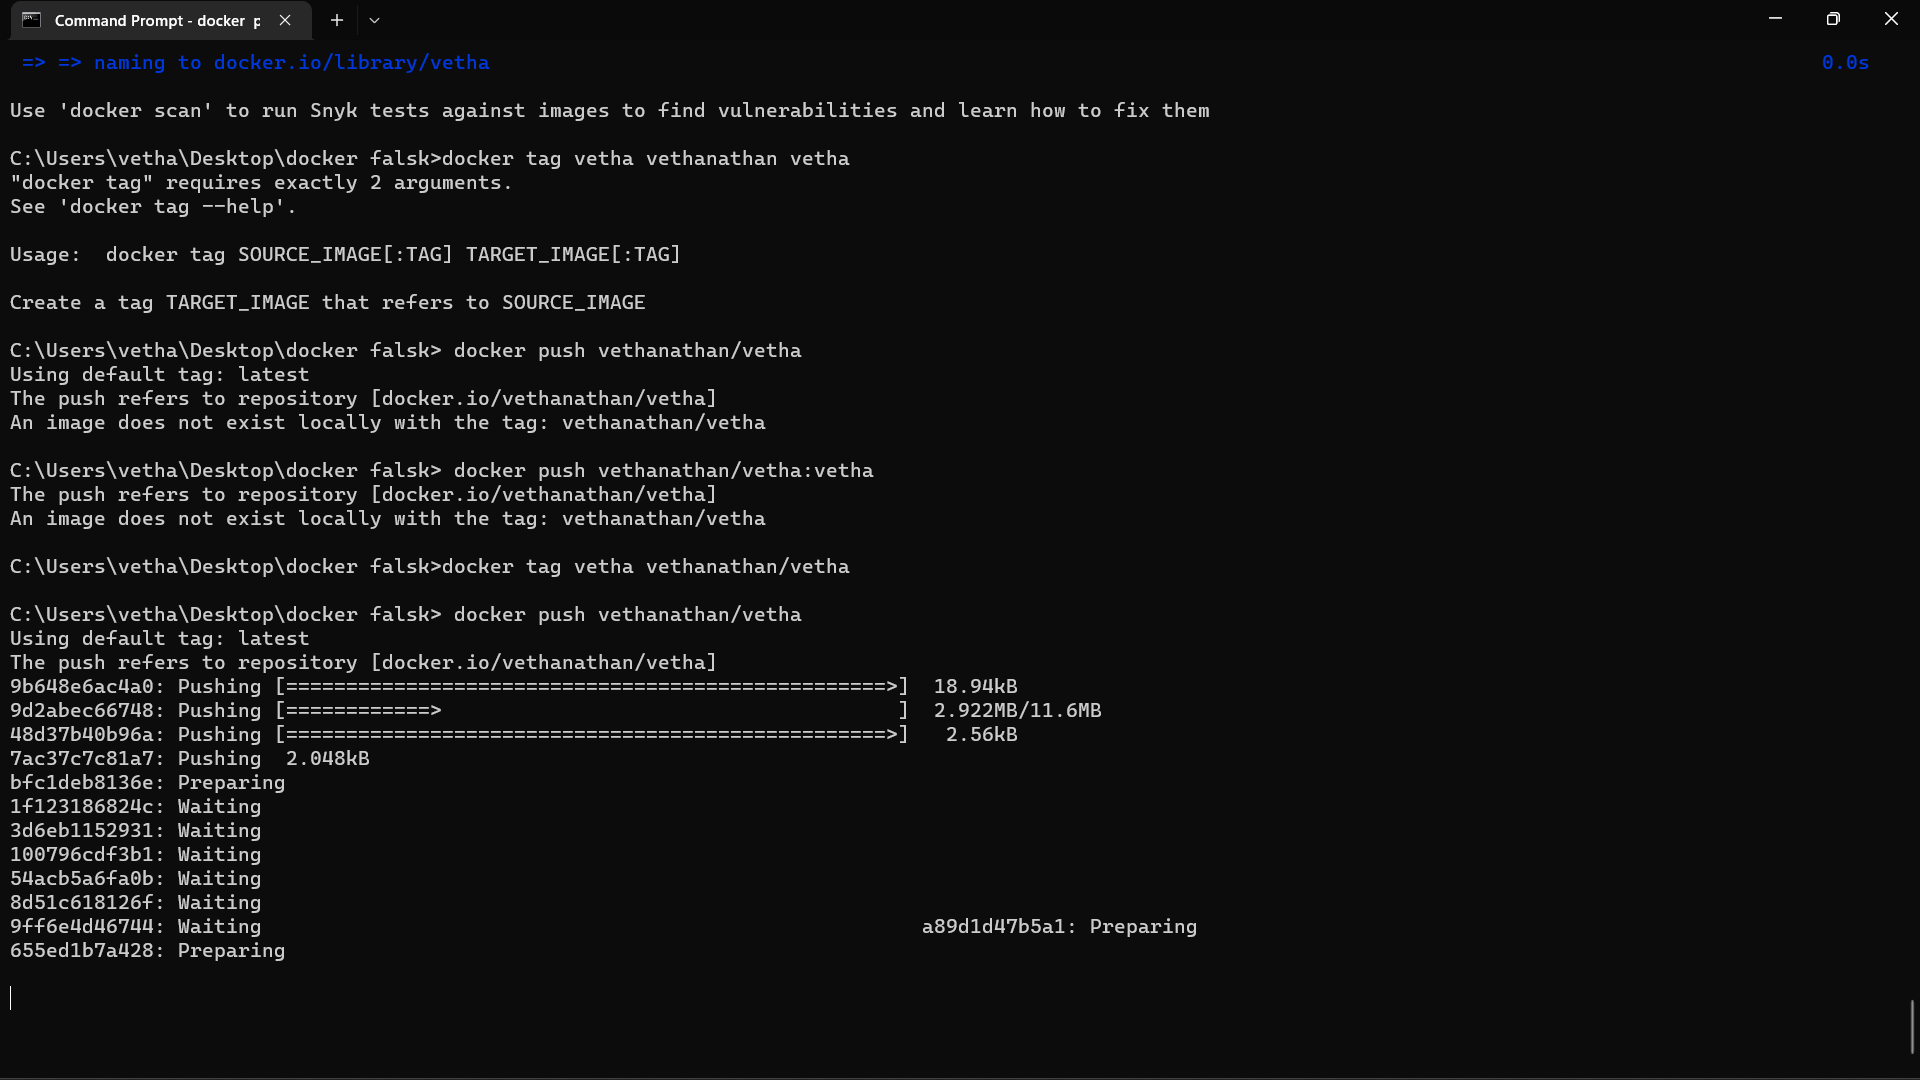 Command Prompt - docker p
=> => naming to docker.io/library/vetha 0.0s
Use 'docker scan' to run Snyk tests against images to find vulnerabilities and learn how to fix them
C:\Users\vetha\Desktop\docker falsk>docker tag vetha vethanathan vetha
"docker tag" requires exactly 2 arguments.
See 'docker tag --help'.
Usage:  docker tag SOURCE_IMAGE[:TAG] TARGET_IMAGE[:TAG]
Create a tag TARGET_IMAGE that refers to SOURCE_IMAGE
C:\Users\vetha\Desktop\docker falsk> docker push vethanathan/vetha
Using default tag: latest
The push refers to repository [docker.io/vethanathan/vetha]
An image does not exist locally with the tag: vethanathan/vetha
C:\Users\vetha\Desktop\docker falsk> docker push vethanathan/vetha:vetha
The push refers to repository [docker.io/vethanathan/vetha]
An image does not exist locally with the tag: vethanathan/vetha
C:\Users\vetha\Desktop\docker falsk>docker tag vetha vethanathan/vetha
C:\Users\vetha\Desktop\docker falsk> docker push vethanathan/vetha
Using default tag: latest
The push refers to repository [docker.io/vethanathan/vetha]
9b648e6ac4a0: Pushing [==================================================>]  18.94kB
9d2abec66748: Pushing [============>                                      ]  2.922MB/11.6MB
48d37b40b96a: Pushing [==================================================>]   2.56kB
7ac37c7c81a7: Pushing  2.048kB
bfc1deb8136e: Preparing
1f123186824c: Waiting
3d6eb1152931: Waiting
100796cdf3b1: Waiting
54acb5a6fa0b: Waiting
8d51c618126f: Waiting
9ff6e4d46744: Waiting a89d1d47b5a1: Preparing
655ed1b7a428: Preparing